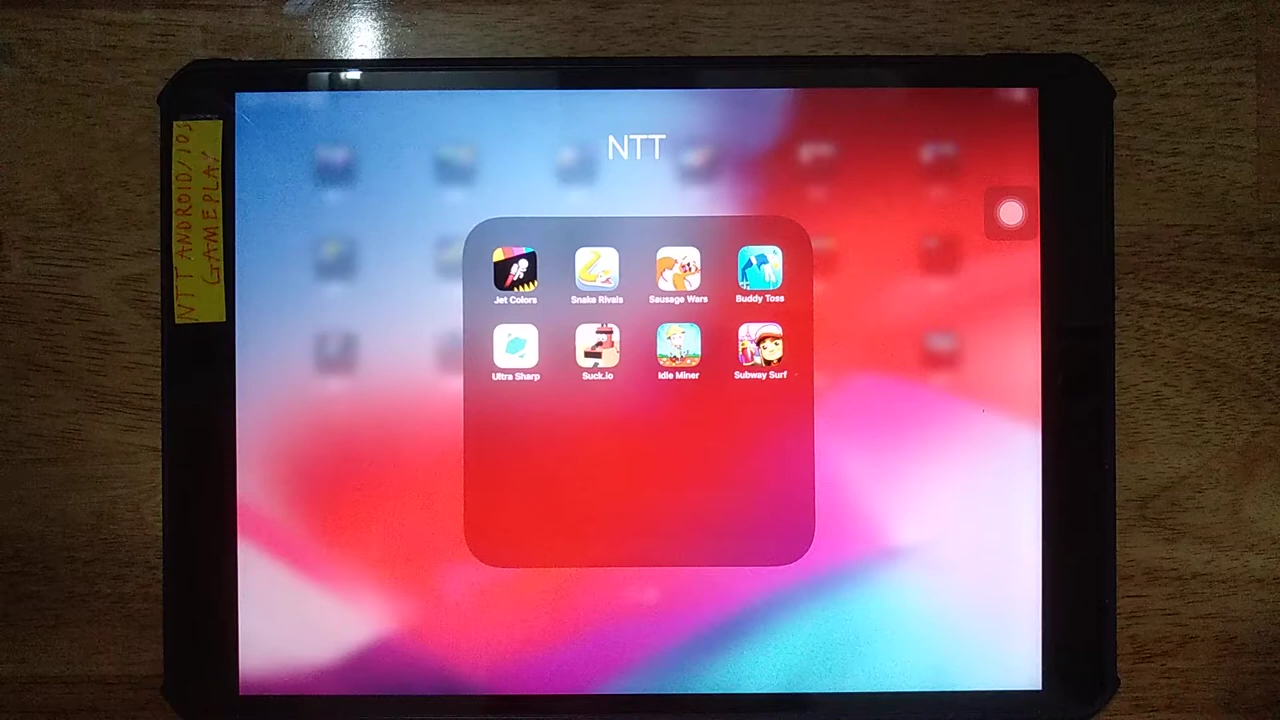 NTT ANDROID/IOS
GAMEPLAY
NTT
Jet Colors
Snake Rivals
Sausage Wars
Buddy Toss
Ultra Sharp
Suck.io
Idle Miner
Subway Surf